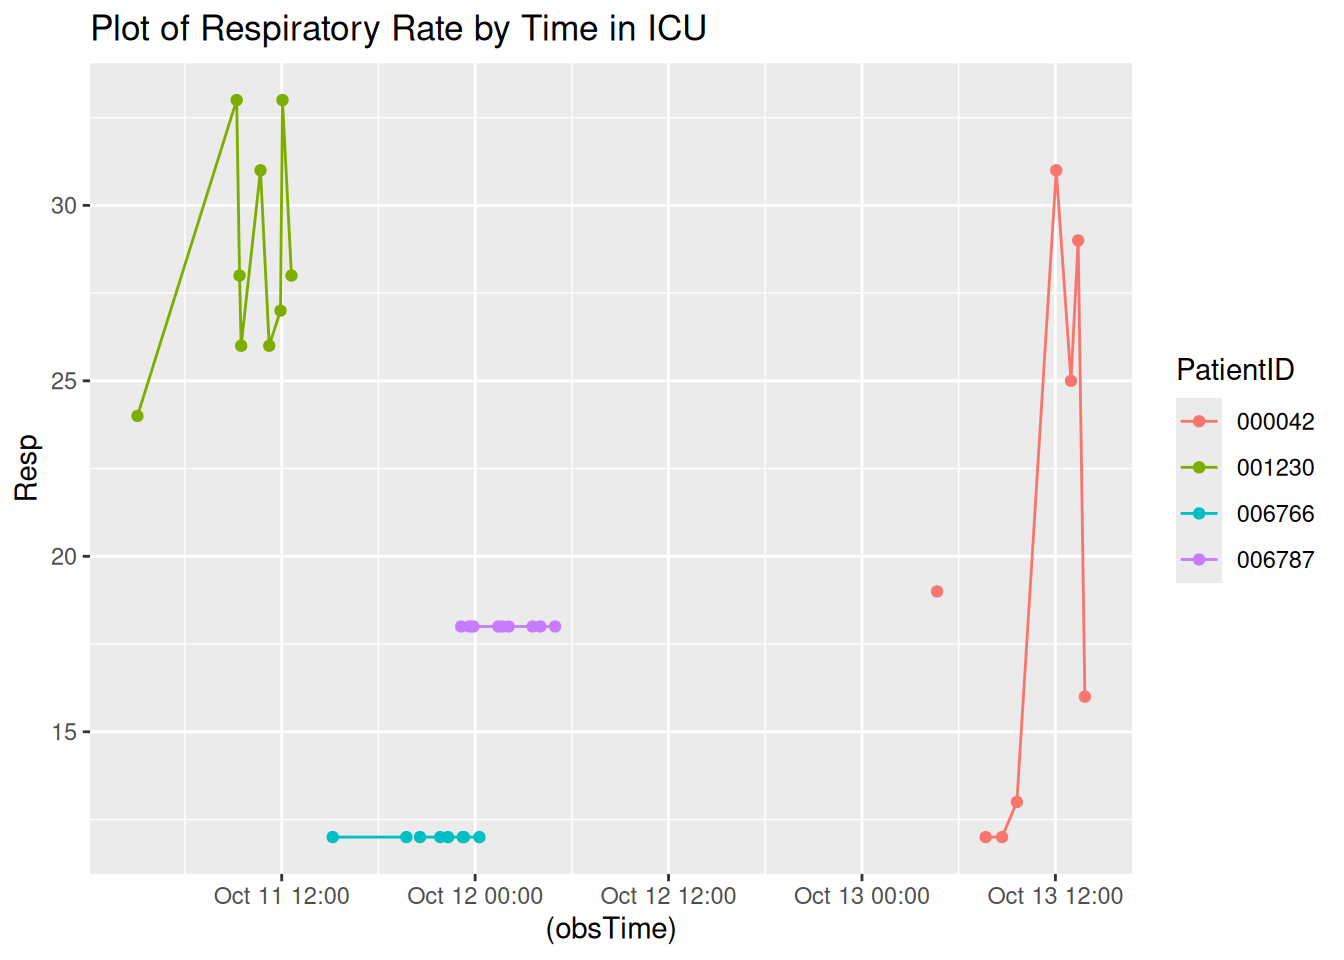 Plot of Respiratory Rate by Time in ICU
Resp
30
25
20
15
Oct 11 12:00
Oct 12 00:00
Oct 12 12:00
Oct 13 00:00
Oct 13 12:00
(obsTime)
PatientID
000042
001230
006766
006787